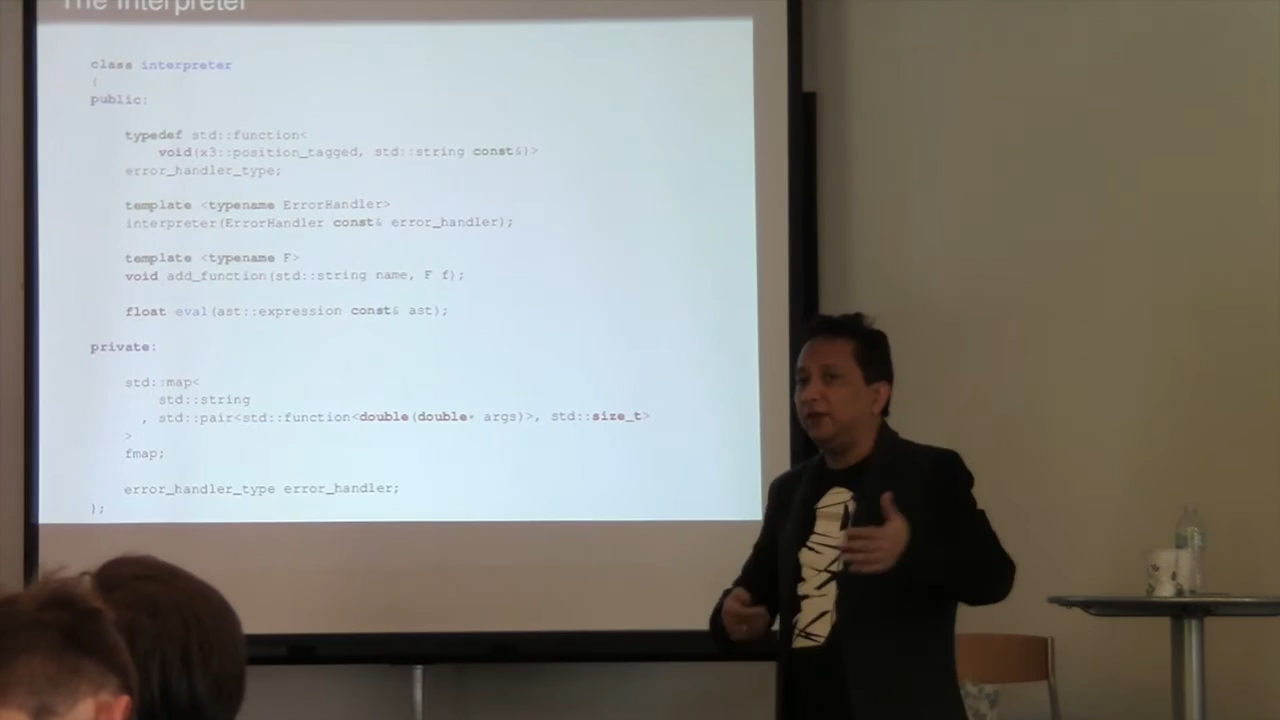 The Interpreter
class interpreter
{
public:
typedef std::function<
void(x3::position_tagged, std::string const&)>
error_handler_type;
template <typename ErrorHandler>
interpreter(ErrorHandler const& error_handler);
template <typename F>
void add_function(std::string name, F f);
float eval(ast::expression const& ast);
private:
std::map<
std::string
, std::pair<std::function<double(double* args)>, std::size_t>
>
fmap;
error_handler_type error_handler;
};